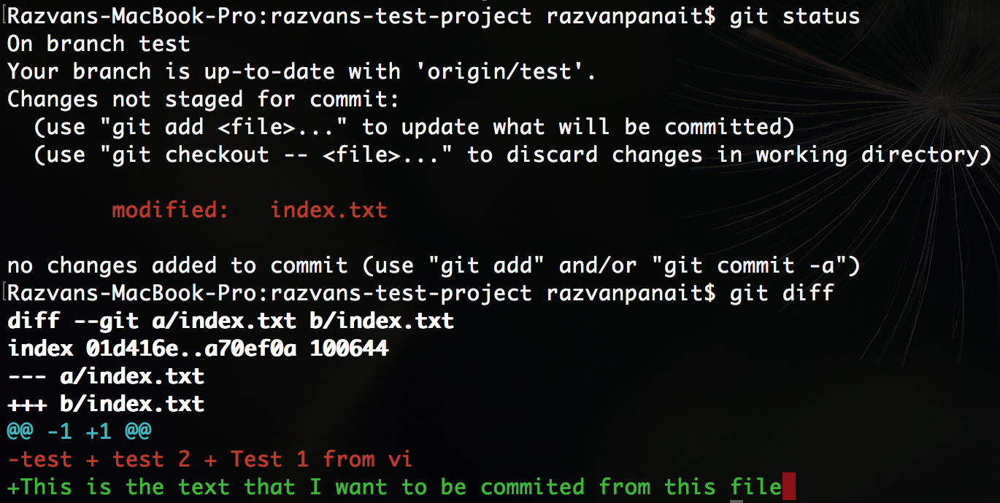 Razvans-MacBook-Pro:razvans-test-project razvanpanait$ git status
On branch test
Your branch is up-to-date with 'origin/test'.
Changes not staged for commit:
  (use "git add <file>..." to update what will be committed)
  (use "git checkout -- <file>..." to discard changes in working directory)

        modified:   index.txt

no changes added to commit (use "git add" and/or "git commit -a")
Razvans-MacBook-Pro:razvans-test-project razvanpanait$ git diff
diff --git a/index.txt b/index.txt
index 01d416e..a70ef0a 100644
--- a/index.txt
+++ b/index.txt
@@ -1 +1 @@
-test + test 2 + Test 1 from vi
+This is the text that I want to be commited from this file